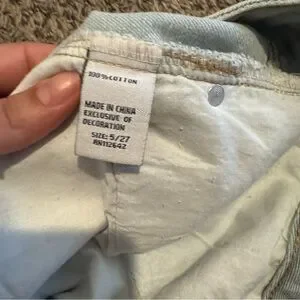 100% COTTON
MADE IN CHINA
EXCLUSIVE OF
DECORATION
SIZE: 5/27
RN112642